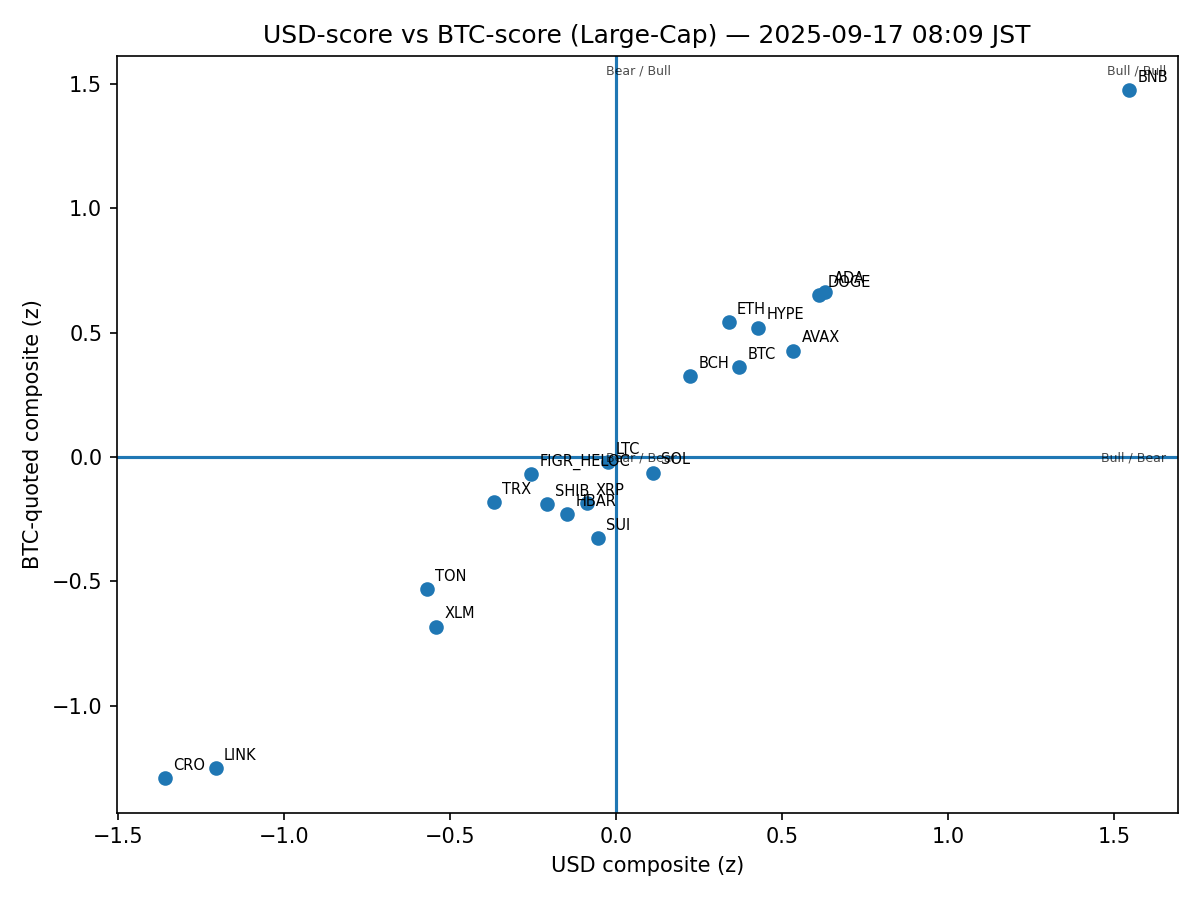 USD-score vs BTC-score (Large-Cap) — 2025-09-17 08:09 JST
Bear / Bull
Bull / Bull
BNB
1.5
1.0
ADA
DOGE
ETH
HYPE
0.5
AVAX
BTC
BCH
LTC
0.0
FIGR_HELOC
Bear / Bear
SOL
Bull / Bear
TRX
SHIB
XRP
HBAR
SUI
−0.5
TON
XLM
−1.0
LINK
CRO
−1.5
−1.0
−0.5
0.0
0.5
1.0
1.5
USD composite (z)
BTC-quoted composite (z)